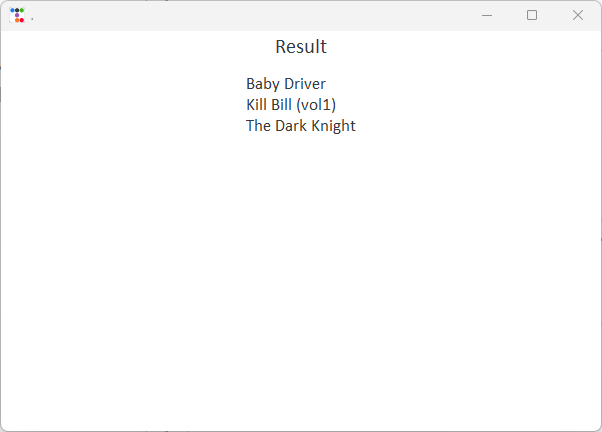 .
Result
Baby Driver
Kill Bill (vol1)
The Dark Knight